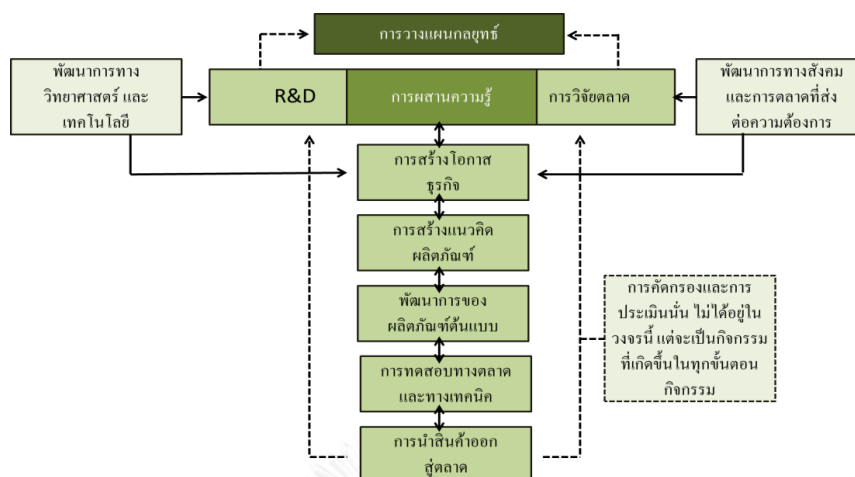 การวางแผนกลยุทธ์
พัฒนาการทาง
วิทยาศาสตร์ และ
เทคโนโลยี
R&D
การผสานความรู้
การวิจัยตลาด
พัฒนาการทางสังคม
และการตลาดที่ส่ง
ต่อความต้องการ
การสร้างโอกาส
ธุรกิจ
การสร้างแนวคิด
ผลิตภัณฑ์
พัฒนาการของ
ผลิตภัณฑ์ต้นแบบ
การทดสอบทางตลาด
และทางเทคนิค
การนำสินค้าออก
สู่ตลาด
การคัดกรองและการ
ประเมินนั่น ไม่ได้อยู่ใน
วงจรนี้ แต่จะเป็นกิจกรรม
ที่เกิดขึ้นในทุกขั้นตอน
กิจกรรม